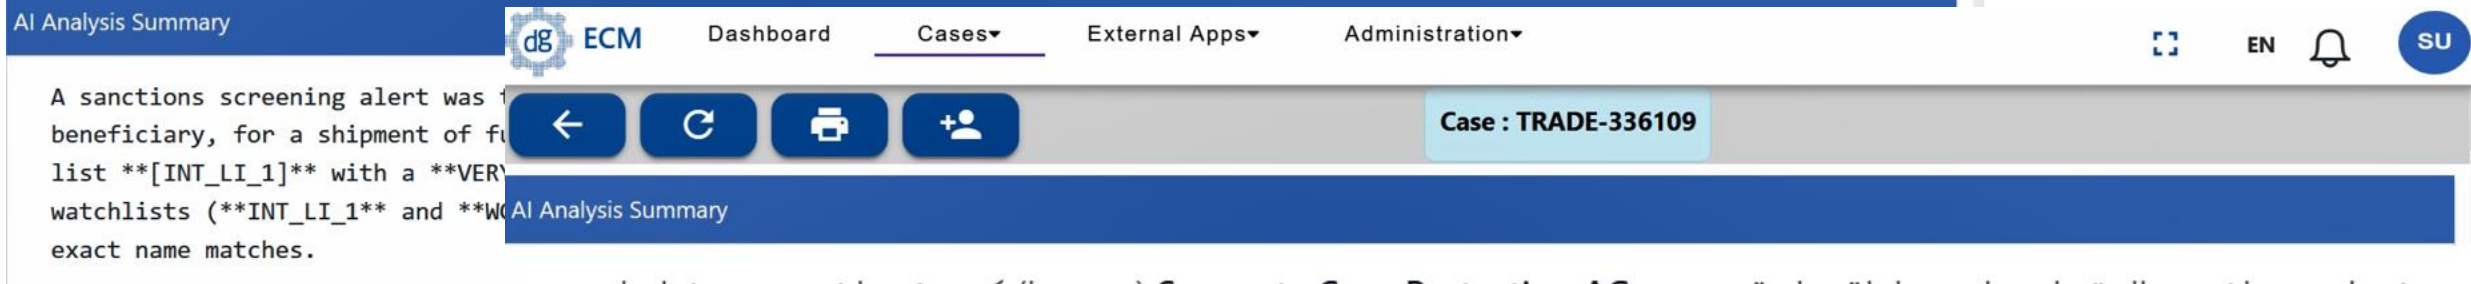 AI Analysis Summary
A sanctions screening alert was
beneficiary, for a shipment of
list **[INT_LI_1]** with a **VERY
watchlists (**INT_LI_1** and
exact name matches.
dg ECM Dashboard Cases External Apps Administration EN SU
Case : TRADE-336109
AI Analysis Summary